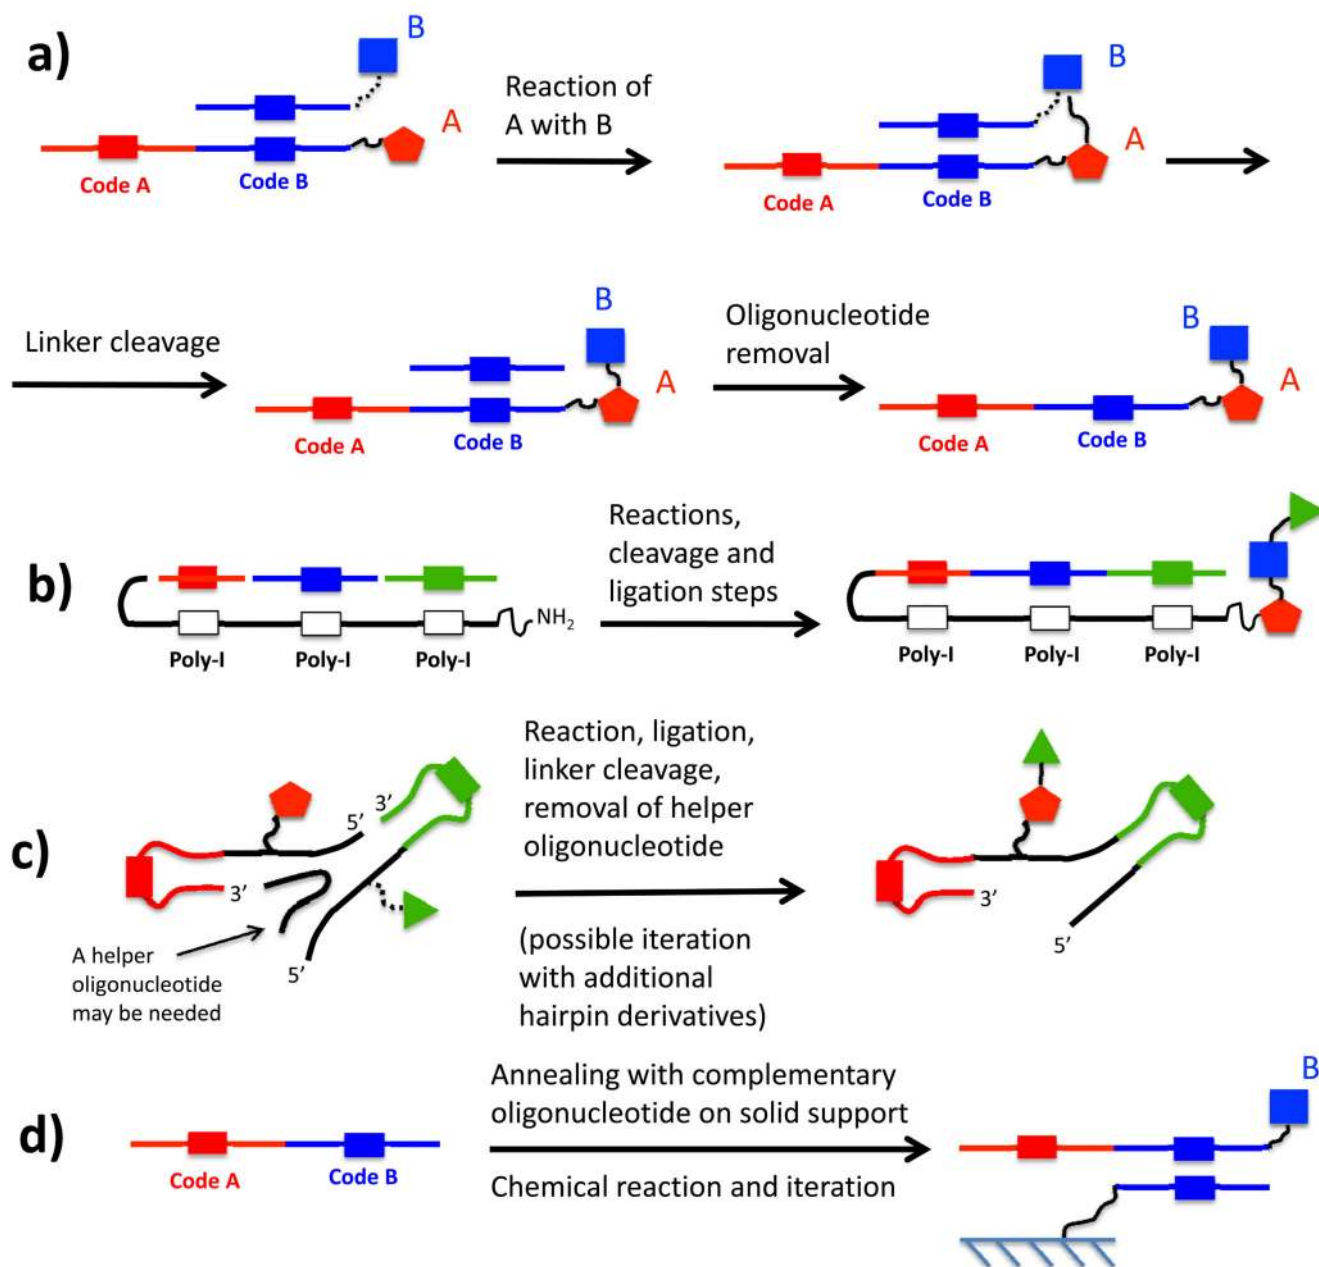 a)
B
A
Code A
Code B
Reaction of
A with B
B
A
Code A
Code B
Linker cleavage
B
A
Code A
Code B
Oligonucleotide
removal
B
A
Code A
Code B
b)
NH2
Poly-I
Poly-I
Poly-I
Reactions,
cleavage and
ligation steps
Poly-I
Poly-I
Poly-I
c)
5’
3’
3’
5’
A helper
oligonucleotide
may be needed
Reaction, ligation,
linker cleavage,
removal of helper
oligonucleotide
(possible iteration
with additional
hairpin derivatives)
3’
5’
d)
Code A
Code B
Annealing with complementary
oligonucleotide on solid support
Chemical reaction and iteration
B